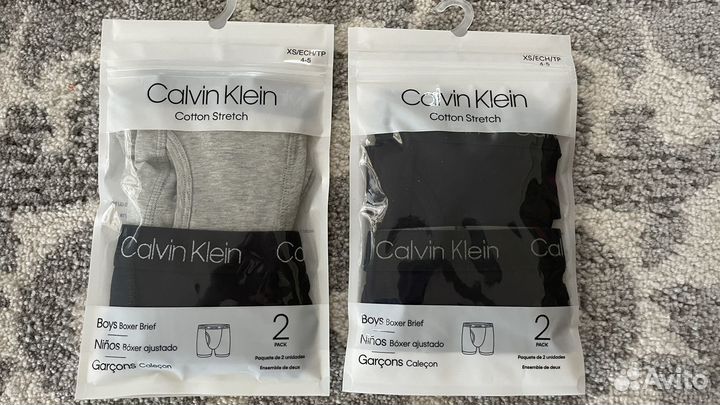 XS/ECH/TP
4-5
Calvin Klein
Cotton Stretch
Calvin Klein
Ca
Boys Boxer Brief
Niños Bóxer ajustado
Garçons Caleçon
2
PACK
Paquete de 2 unidades
Ensemble de deux
XS/ECH/TP
4-5
Calvin Klein
Cotton Stretch
Ca
Calvin Klein
Ca
Boys Boxer Brief
Niños Bóxer ajustado
Garçons Caleçon
2
PACK
Paquete de 2 unidades
Ensemble de deux
Avito